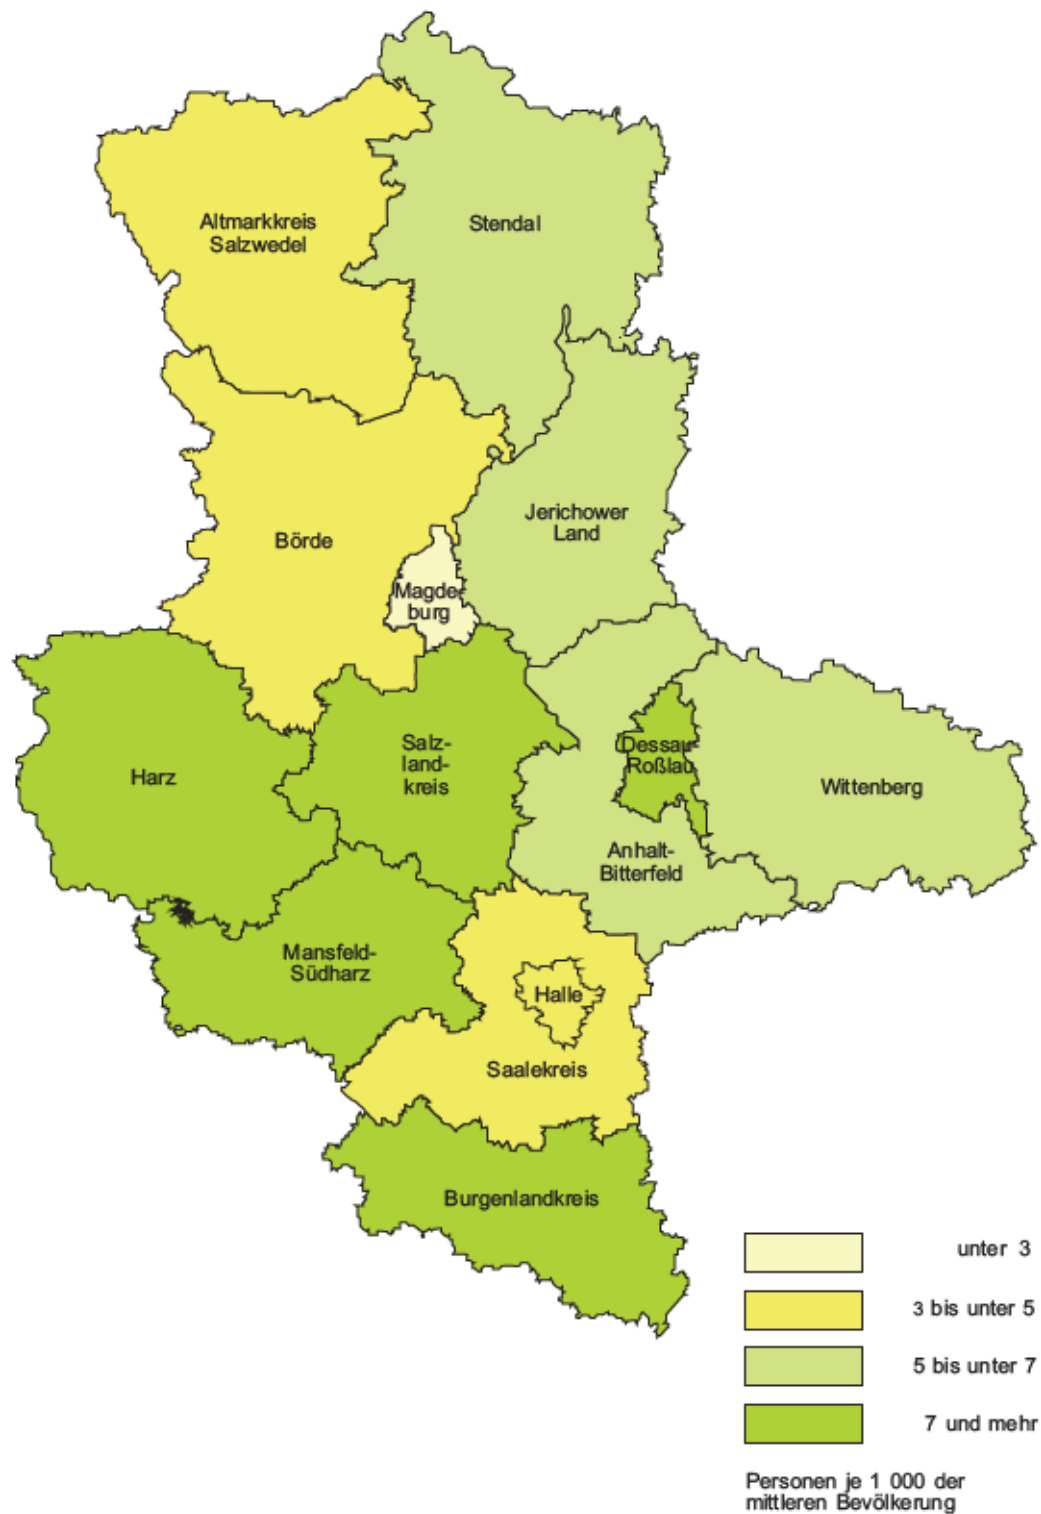 Altmarkkreis
Salzwedel
Stendal
Jerichower
Land
Börde
Magde-
burg
Salz-
land-
kreis
Harz
Dessau-
Roßlau
Wittenberg
Anhalt-
Bitterfeld
Mansfeld-
Südharz
Halle
Saalekreis
Burgenlandkreis
unter 3
3 bis unter 5
5 bis unter 7
7 und mehr
Personen je 1 000 der
mittleren Bevölkerung